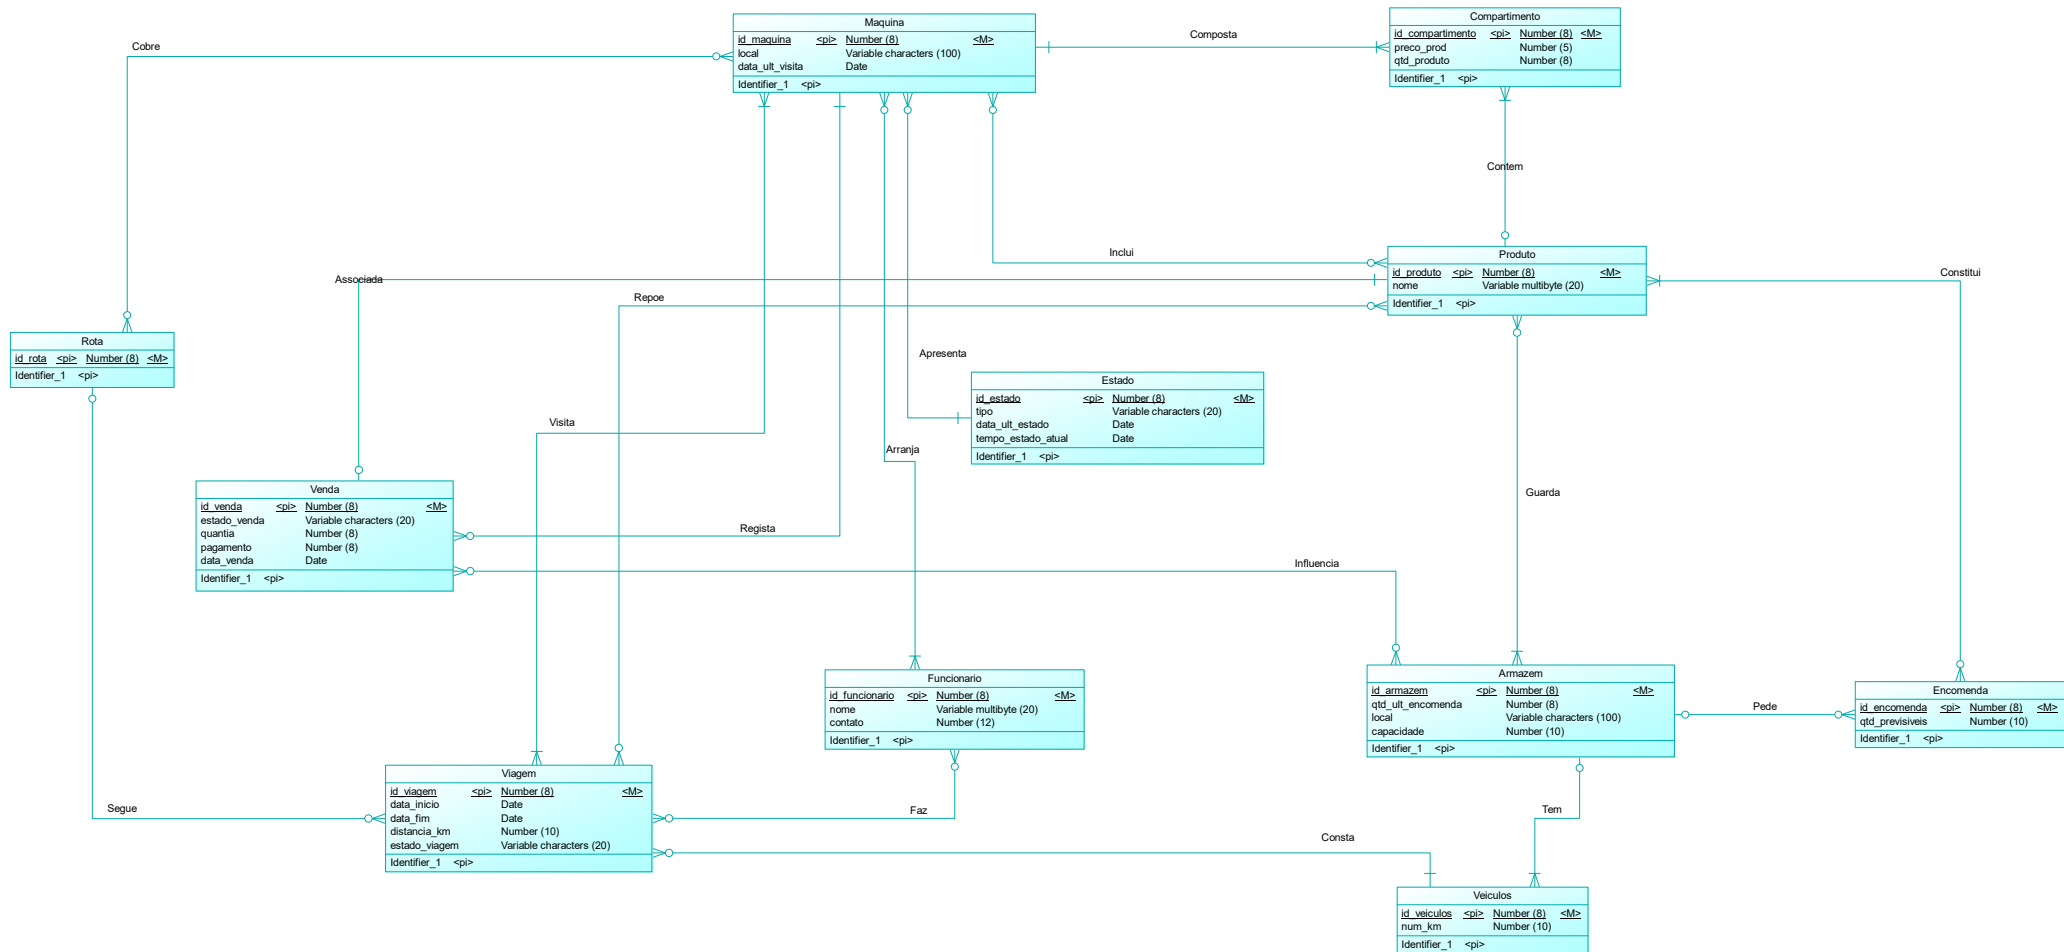 Maquina
id_maquina <pi> Number (8) <M>
local Variable characters (100)
data_ult_visita Date
Identifier_1 <pi>
Compartimento
id_compartimento <pi> Number (8) <M>
preco_prod Number (5)
qtd_produto Number (8)
Identifier_1 <pi>
Cobre
Composta
Contem
Inclui
Produto
id_produto <pi> Number (8) <M>
nome Variable multibyte (20)
Identifier_1 <pi>
Constitui
Associada
Repoe
Rota
id_rota <pi> Number (8) <M>
Identifier_1 <pi>
Apresenta
Estado
id_estado <pi> Number (8) <M>
tipo Variable characters (20)
data_ult_estado Date
tempo_estado_atual Date
Identifier_1 <pi>
Visita
Arranja
Venda
id_venda <pi> Number (8) <M>
estado_venda Variable characters (20)
quantia Number (8)
pagamento Number (8)
data_venda Date
Identifier_1 <pi>
Guarda
Regista
Influencia
Funcionario
id_funcionario <pi> Number (8) <M>
nome Variable multibyte (20)
contato Number (12)
Identifier_1 <pi>
Armazem
id_armazem <pi> Number (8) <M>
qtd_ult_encomenda Number (8)
local Variable characters (100)
capacidade Number (10)
Identifier_1 <pi>
Pede
Encomenda
id_encomenda <pi> Number (8) <M>
qtd_previsiveis Number (10)
Identifier_1 <pi>
Viagem
id_viagem <pi> Number (8) <M>
data_inicio Date
data_fim Date
distancia_km Number (10)
estado_viagem Variable characters (20)
Identifier_1 <pi>
Segue
Faz
Tem
Consta
Veiculos
id_veiculos <pi> Number (8) <M>
num_km Number (10)
Identifier_1 <pi>